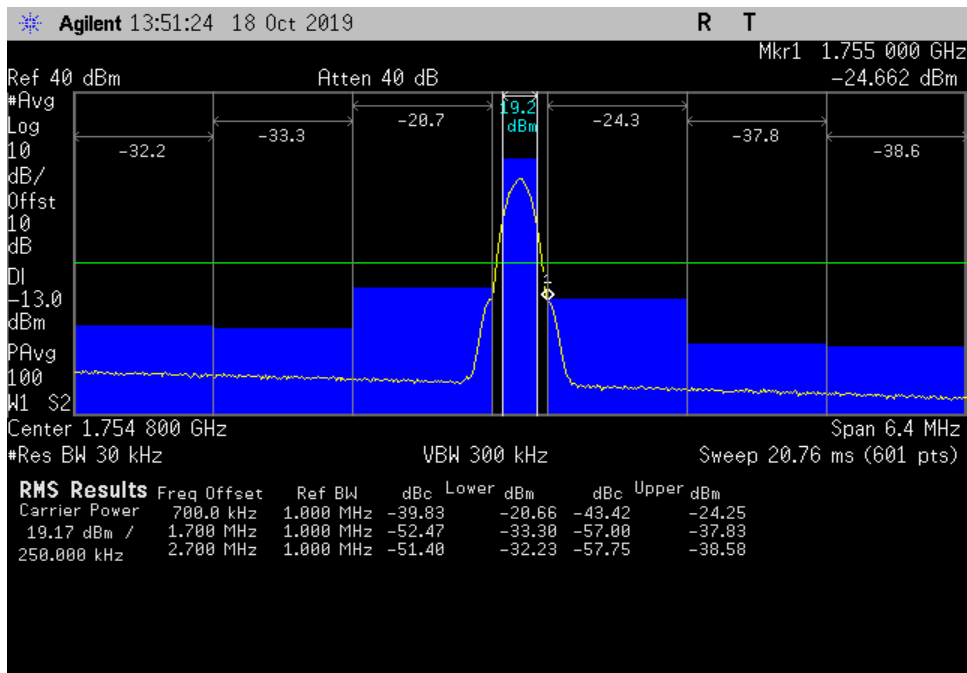 Agilent 13:51:24 18 Oct 2019 R T
Mkr1 1.755 000 GHz
Ref 40 dBm Atten 40 dB -24.662 dBm
#Avg
Log
10
dB/
Offst
10
dB
DI
-13.0
dBm
PAvg
100
W1 S2
-32.2
-33.3
-20.7
19.2
dBm
-24.3
-37.8
-38.6
1
Center 1.754 800 GHz Span 6.4 MHz
#Res BW 30 kHz VBW 300 kHz Sweep 20.76 ms (601 pts)
RMS Results Freq Offset Ref BW dBc Lower dBm dBc Upper dBm
Carrier Power 700.0 kHz 1.000 MHz -39.83 -20.66 -43.42 -24.25
19.17 dBm / 1.700 MHz 1.000 MHz -52.47 -33.30 -57.00 -37.83
250.000 kHz 2.700 MHz 1.000 MHz -51.40 -32.23 -57.75 -38.58